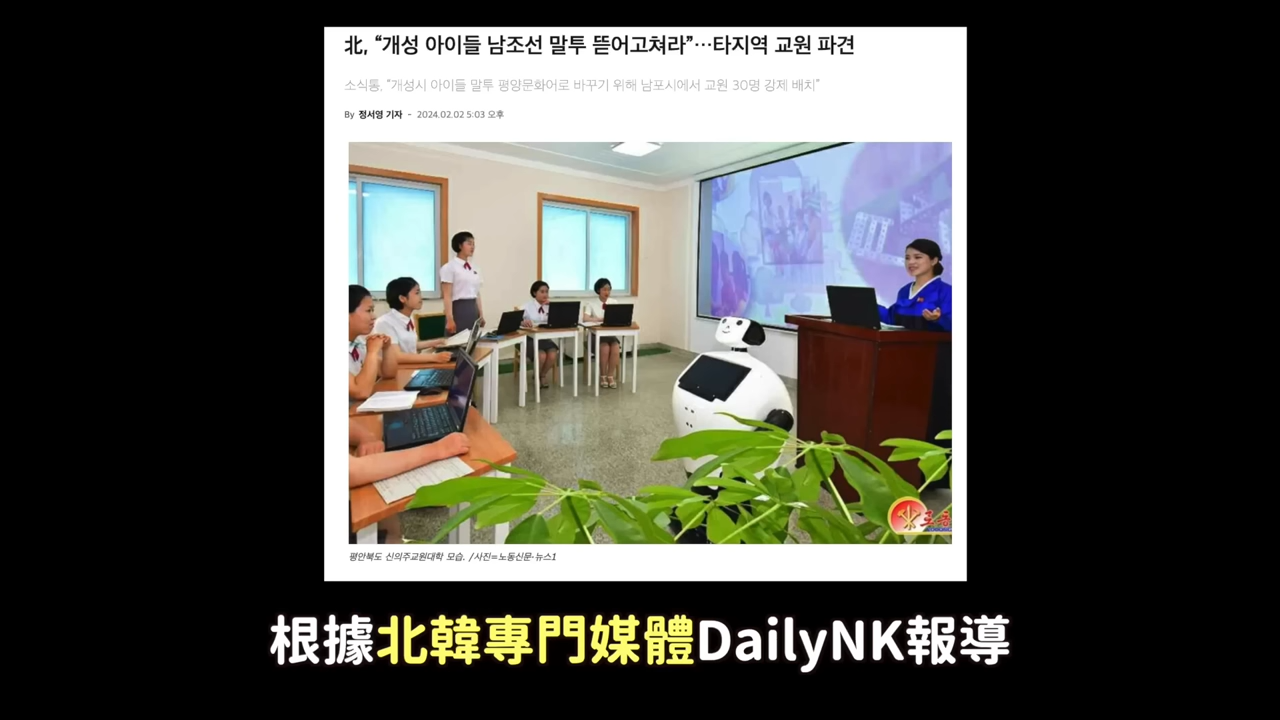 北, “개성 아이들 남조선 말투 뜯어고쳐라”…타지역 교원 파견
소식통, “개성시 아이들 말투 평양문화어로 바꾸기 위해 남포시에서 교원 30명 강제 배치”
By 정서영 기자 - 2024.02.02 5:03 오후
평안북도 신의주교원대학 모습. /사진=노동신문·뉴스1
根據北韓專門媒體DailyNK報導